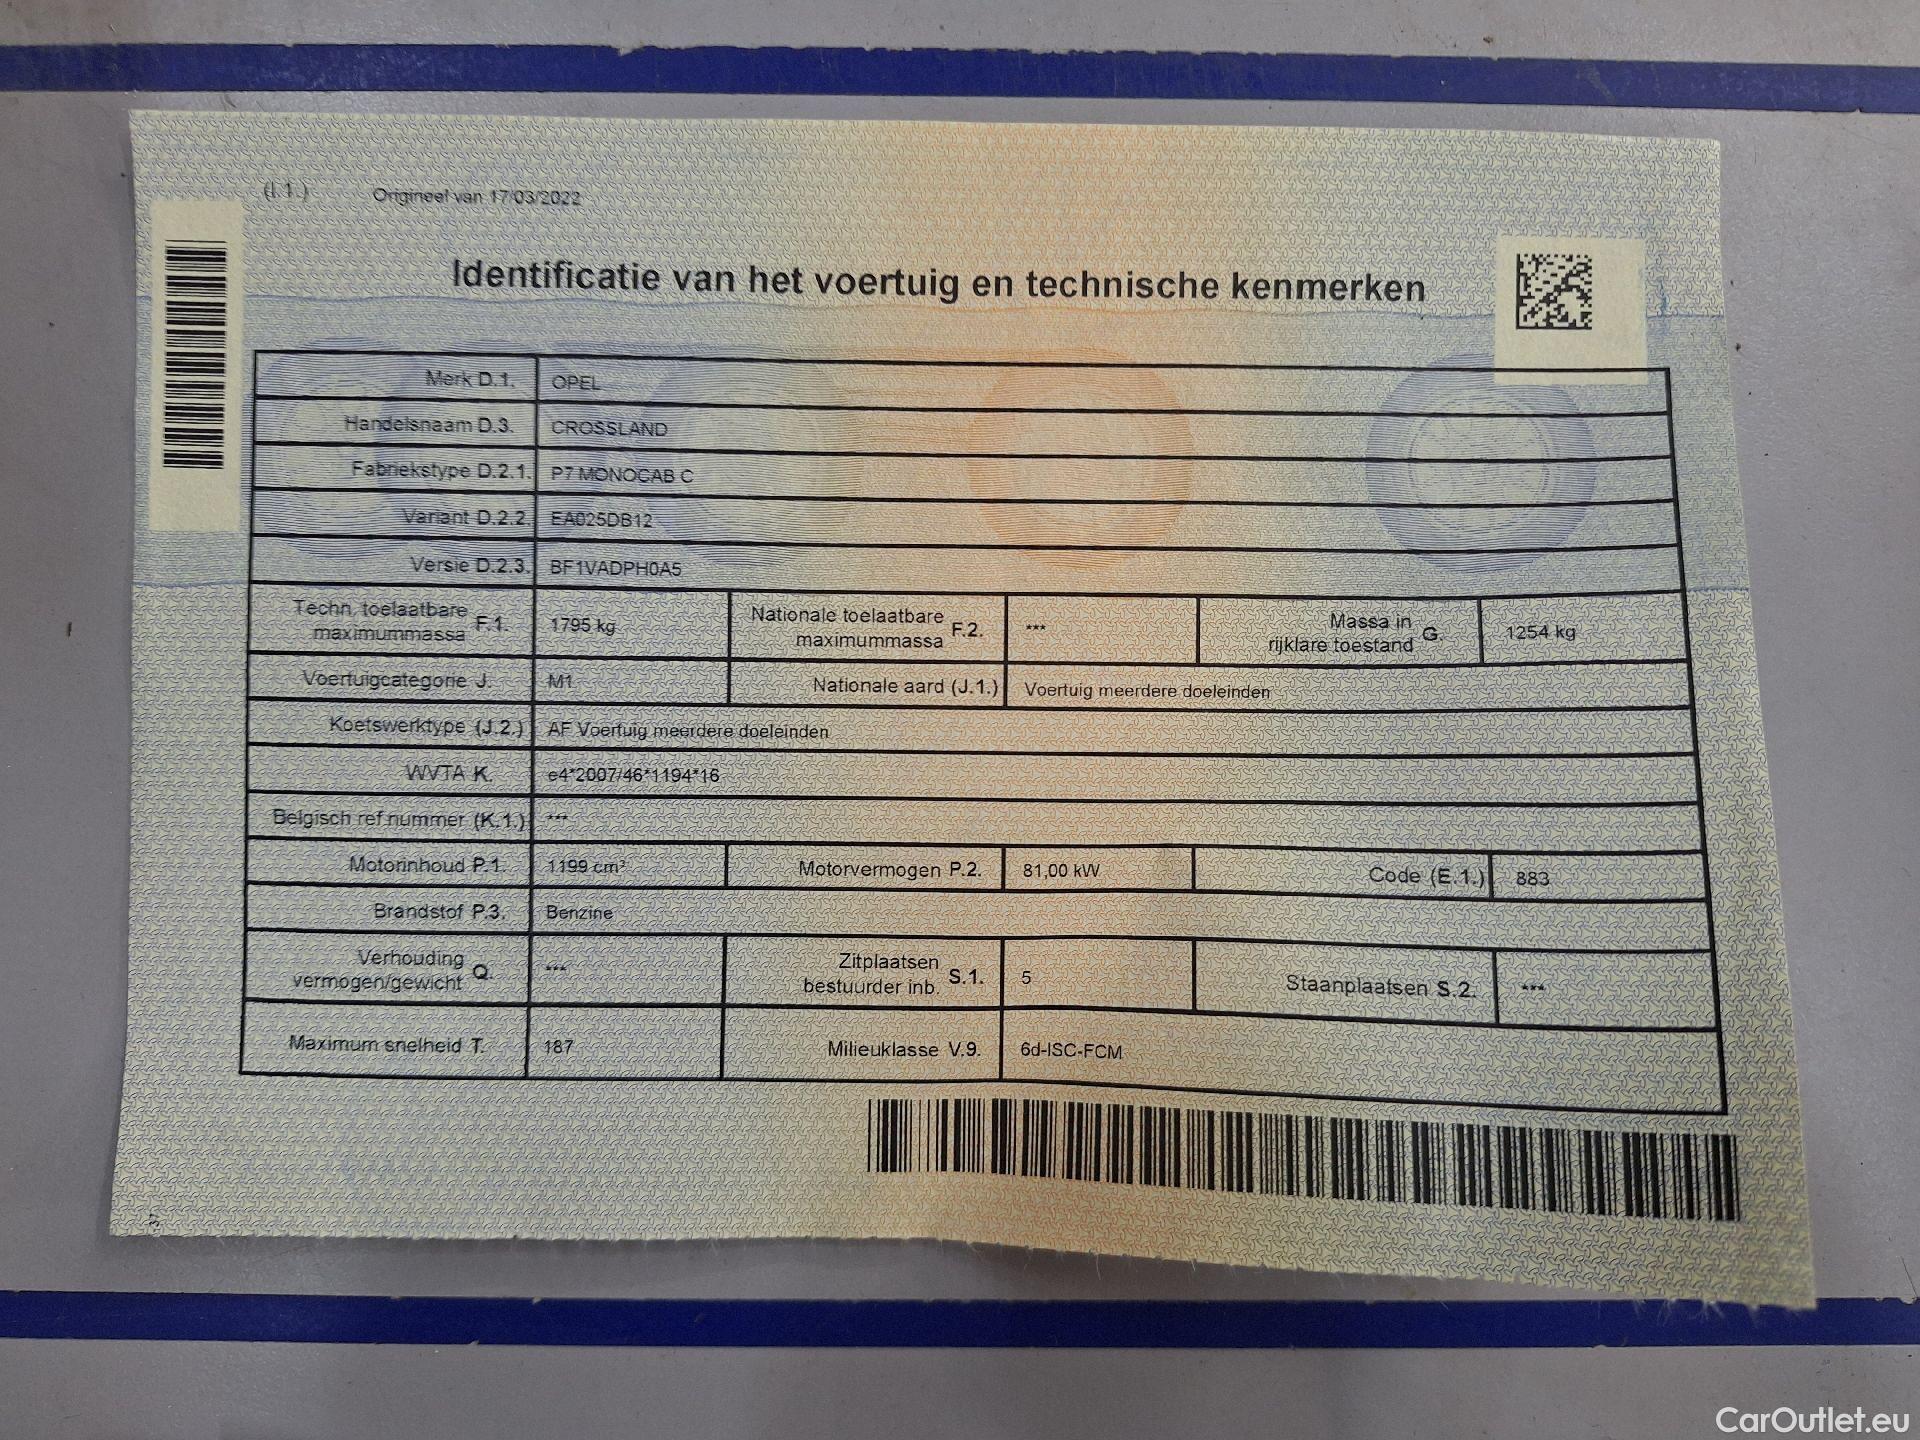 (I.1.) Origineel van 17/03/2022
Identificatie van het voertuig en technische kenmerken
Merk D.1. OPEL
Handelsnaam D.3. CROSSLAND
Fabriekstype D.2.1. P7 MONOCAB C
Variant D.2.2. EA025DB12
Versie D.2.3. BF1VADPH0A5
Techn. toelaatbare maximummassa F.1. 1795 kg Nationale toelaatbare maximummassa F.2. *** Massa in rijklare toestand G. 1254 kg
Voertuigcategorie J. M1 Nationale aard (J.1.) Voertuig meerdere doeleinden
Koetswerktype (J.2.) AF Voertuig meerdere doeleinden
WVTA K. e4*2007/46*1194*16
Belgisch ref.nummer (K.1.) ***
Motorinhoud P.1. 1199 cm³ Motorvermogen P.2. 81,00 kW Code (E.1.) 883
Brandstof P.3. Benzine
Verhouding vermogen/gewicht Q. *** Zitplaatsen bestuurder inb. S.1. 5 Staanplaatsen S.2. ***
Maximum snelheid T. 187 Milieuklasse V.9. 6d-ISC-FCM
37
CarOutlet.eu